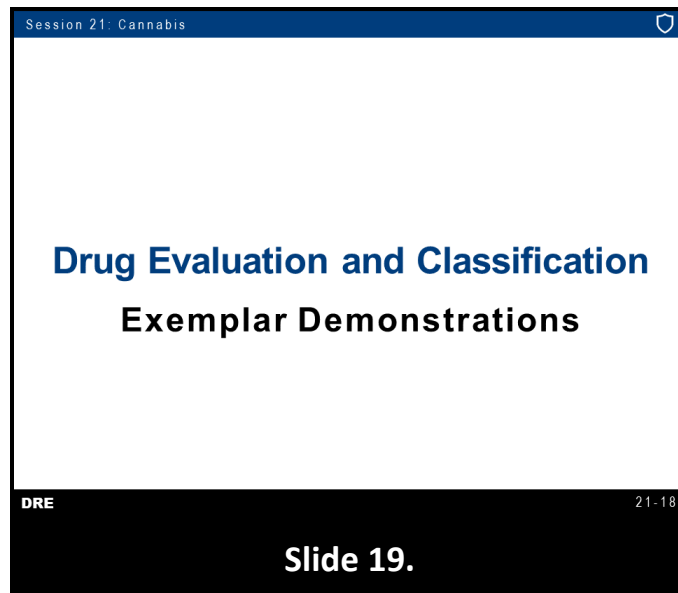 Session 21: Cannabis
Drug Evaluation and Classification
Exemplar Demonstrations
DRE
21-18
Slide 19.